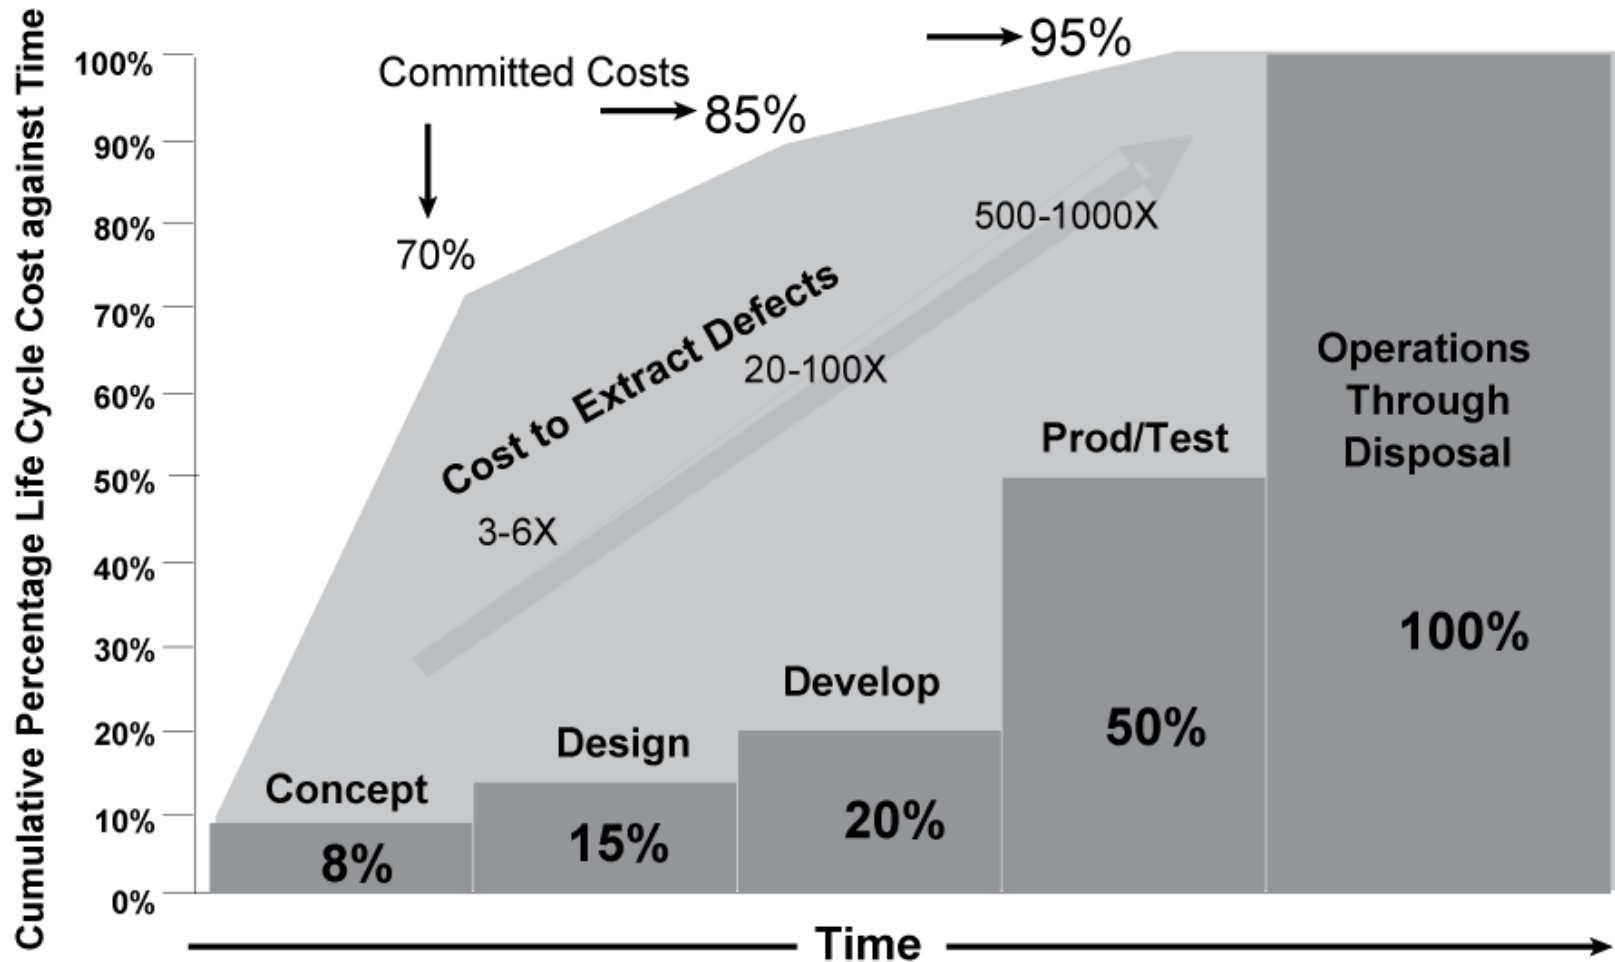 Cumulative Percentage Life Cycle Cost against Time
100%
90%
80%
70%
60%
50%
40%
30%
20%
10%
0%
Committed Costs
70%
85%
95%
Cost to Extract Defects
3-6X
20-100X
500-1000X
Concept
8%
Design
15%
Develop
20%
Prod/Test
50%
Operations
Through
Disposal
100%
Time